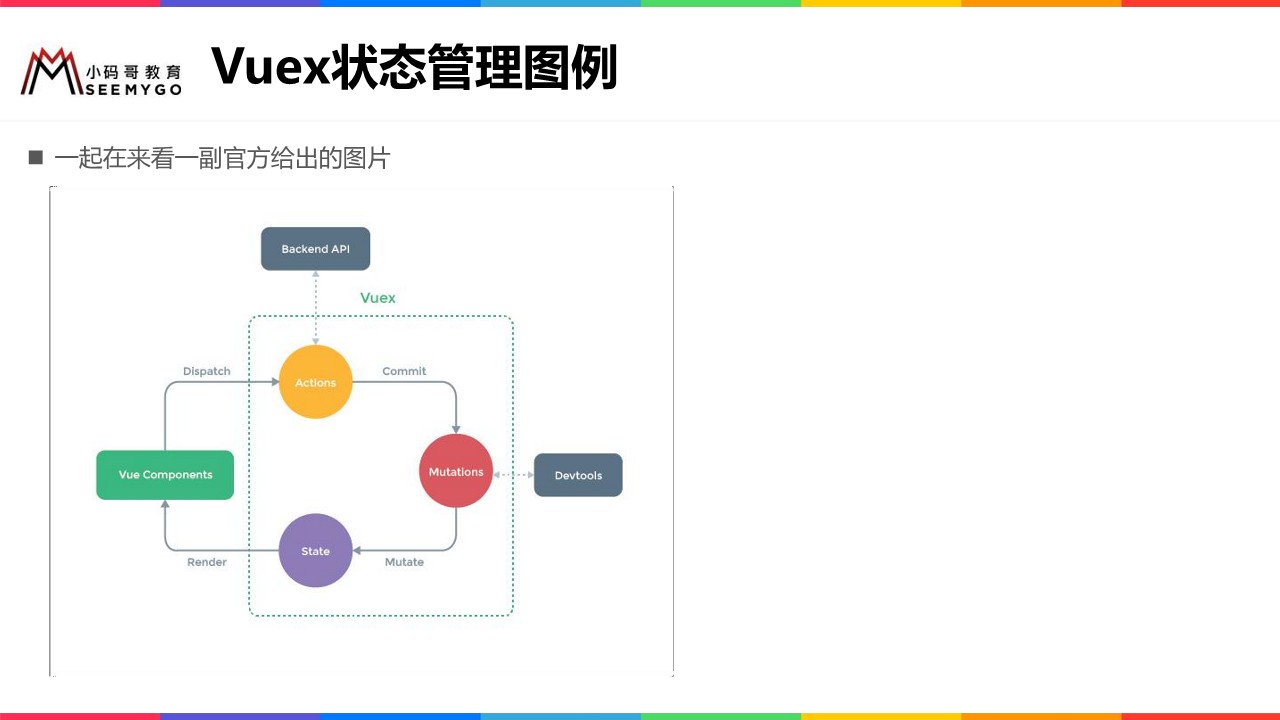 小码哥教育
SEEMYGO
Vuex状态管理图例
一起在来看一副官方给出的图片
Backend API
Vuex
Dispatch
Actions
Commit
Vue Components
Mutations
Devtools
State
Render
Mutate